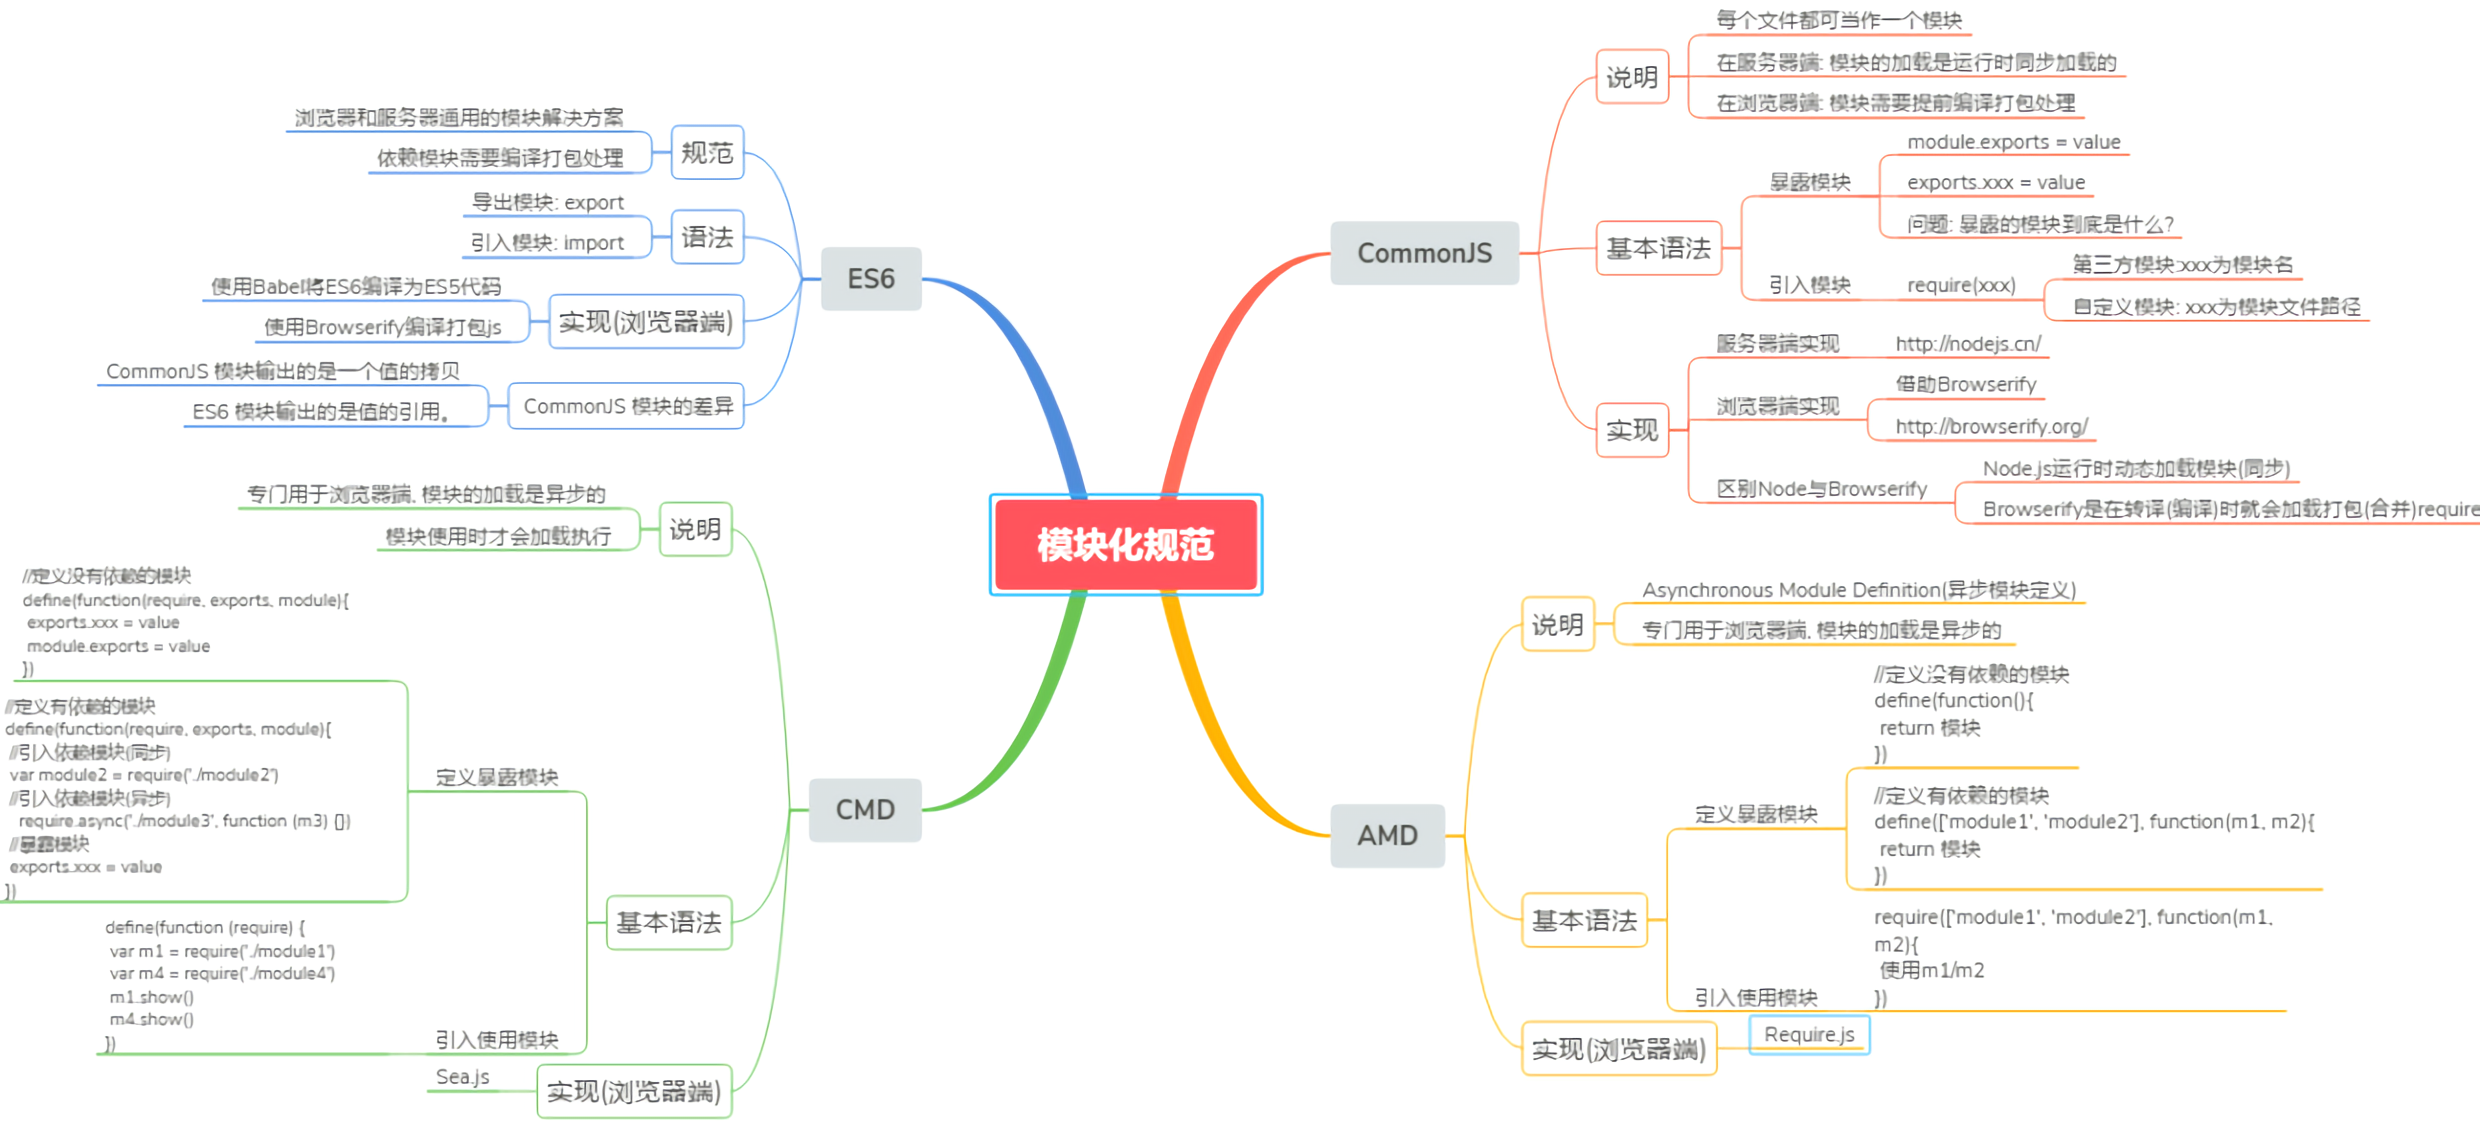 模块化规范
CommonJS
说明
每个文件都可当作一个模块
在服务器端: 模块的加载是运行时同步加载的
在浏览器端: 模块需要提前编译打包处理
基本语法
暴露模块
module.exports = value
exports.xxx = value
问题: 暴露的模块到底是什么?
引入模块
require(xxx)
第三方模块:xxx为模块名
自定义模块: xxx为模块文件路径
实现
服务器端实现
http://nodejs.cn/
浏览器端实现
借助Browserify
http://browserify.org/
区别Node与Browserify
Node.js运行时动态加载模块(同步)
Browserify是在转译(编译)时就会加载打包(合并)require
AMD
说明
Asynchronous Module Definition(异步模块定义)
专门用于浏览器端, 模块的加载是异步的
基本语法
定义暴露模块
//定义没有依赖的模块
define(function(){
return 模块
})
//定义有依赖的模块
define(['module1', 'module2'], function(m1, m2){
return 模块
})
引入使用模块
require(['module1', 'module2'], function(m1,
m2){
使用m1/m2
})
实现(浏览器端)
Require.js
ES6
规范
浏览器和服务器通用的模块解决方案
依赖模块需要编译打包处理
语法
导出模块: export
引入模块: import
实现(浏览器端)
使用Babel将ES6编译为ES5代码
使用Browserify编译打包js
CommonJS 模块的差异
CommonJS 模块输出的是一个值的拷贝
ES6 模块输出的是值的引用。
CMD
说明
专门用于浏览器端, 模块的加载是异步的
模块使用时才会加载执行
基本语法
定义暴露模块
//定义没有依赖的模块
define(function(require, exports, module){
exports.xxx = value
module.exports = value
})
//定义有依赖的模块
define(function(require, exports, module){
//引入依赖模块(同步)
var module2 = require('./module2')
//引入依赖模块(异步)
require.async('./module3', function (m3) {})
//暴露模块
exports.xxx = value
})
引入使用模块
define(function (require) {
var m1 = require('./module1')
var m4 = require('./module4')
m1.show()
m4.show()
})
实现(浏览器端)
Sea.js